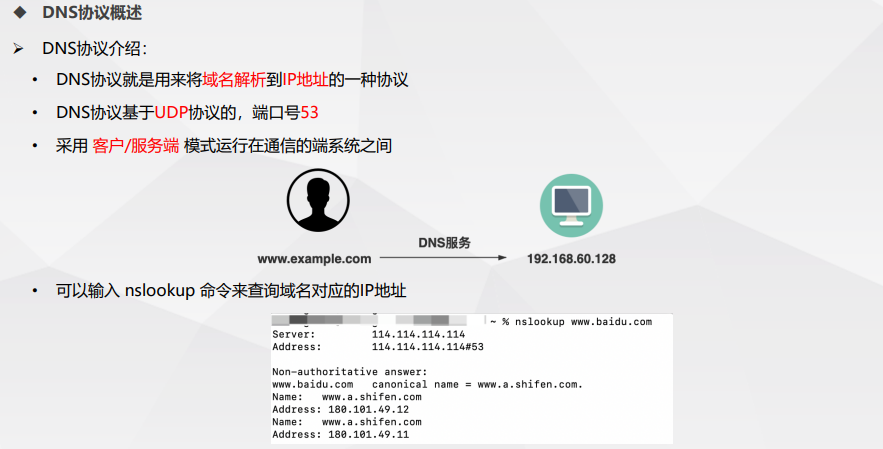 DNS协议概述
DNS协议介绍：
DNS协议就是用来将域名解析到IP地址的一种协议
DNS协议基于UDP协议的，端口号53
采用 客户/服务端 模式运行在通信的端系统之间
DNS服务
www.example.com
192.168.60.128
可以输入 nslookup 命令来查询域名对应的IP地址
~ % nslookup www.baidu.com
Server: 114.114.114.114
Address: 114.114.114.114#53
Non-authoritative answer:
www.baidu.com canonical name = www.a.shifen.com.
Name: www.a.shifen.com
Address: 180.101.49.12
Name: www.a.shifen.com
Address: 180.101.49.11